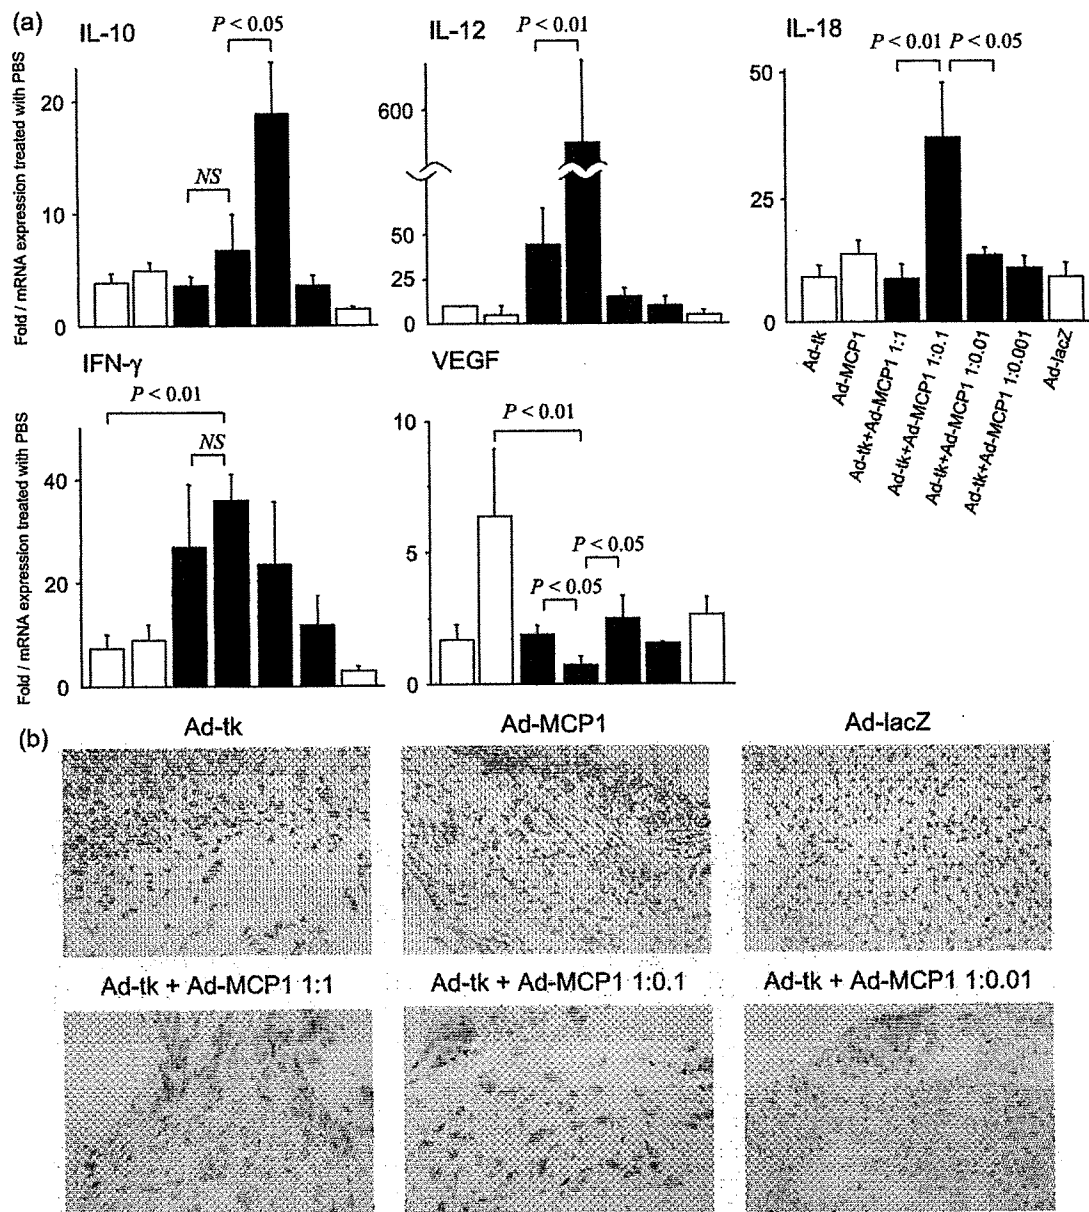 (a)
IL-10
P < 0.05
NS
20
10
0
Fold / mRNA expression treated with PBS
IL-12
P < 0.01
600
50
25
0
IL-18
P < 0.01
P < 0.05
50
25
0
Ad-tk
Ad-MCP1
Ad-tk+Ad-MCP1 1:1
Ad-tk+Ad-MCP1 1:0.1
Ad-tk+Ad-MCP1 1:0.01
Ad-tk+Ad-MCP1 1:0.001
Ad-lacZ
IFN-γ
P < 0.01
NS
40
20
0
Fold / mRNA expression treated with PBS
VEGF
P < 0.01
P < 0.05
P < 0.05
10
5
0
(b)
Ad-tk
Ad-MCP1
Ad-lacZ
Ad-tk + Ad-MCP1 1:1
Ad-tk + Ad-MCP1 1:0.1
Ad-tk + Ad-MCP1 1:0.01